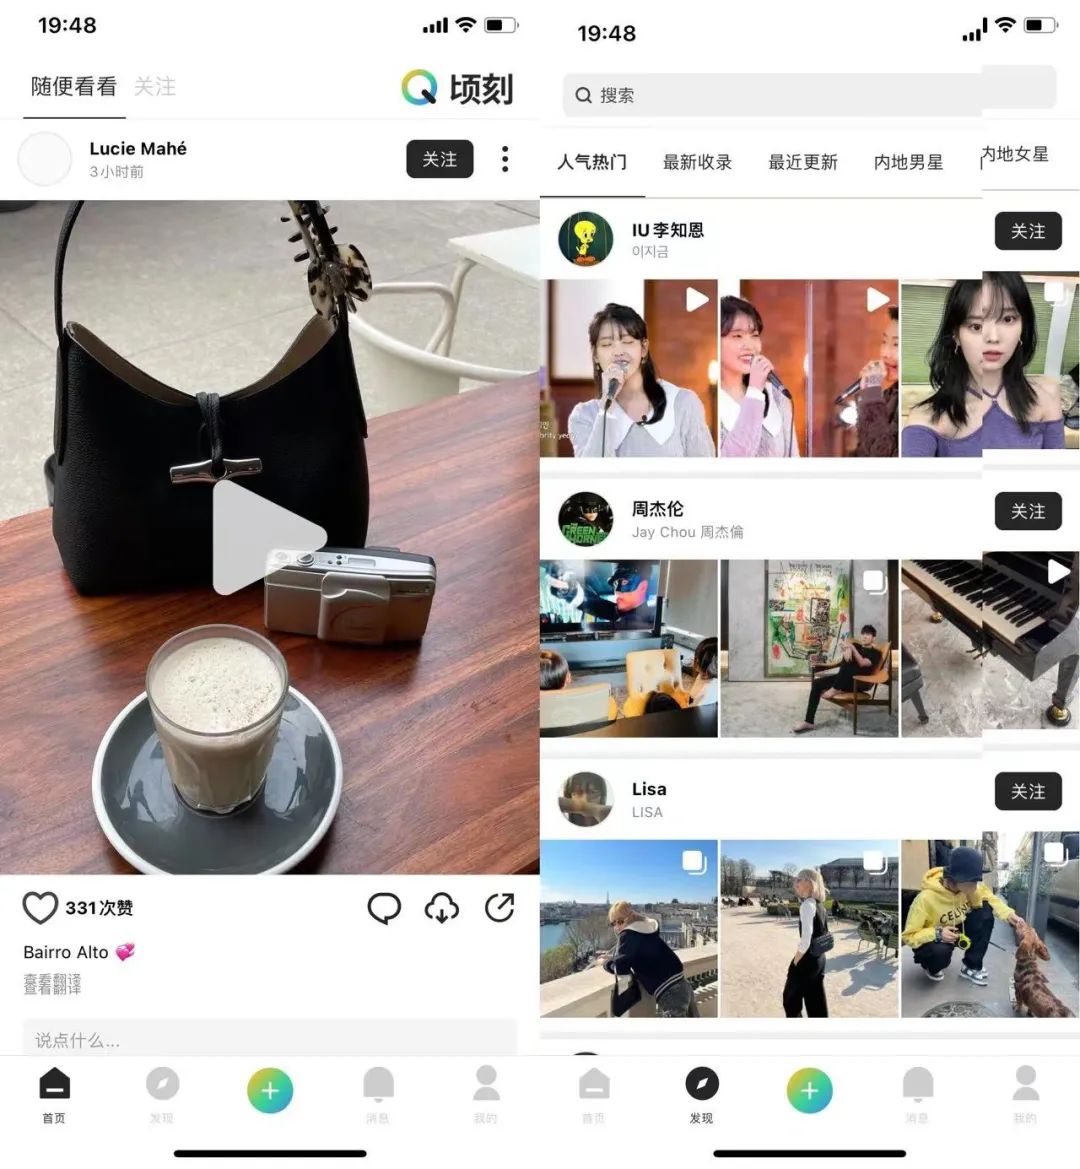 19:48
随便看看 关注
顷刻
Lucie Mahé
3小时前
关注
331次赞
Bairro Alto 💞
查看翻译
说点什么...
首页 发现 消息 我的
19:48
搜索
人气热门 最新收录 最近更新 内地男星 内地女星
IU 李知恩
이지금
关注
周杰伦
Jay Chou 周杰倫
关注
THE
GREEN
HORNET
Lisa
LISA
关注
CELINE
首页 发现 消息 我的